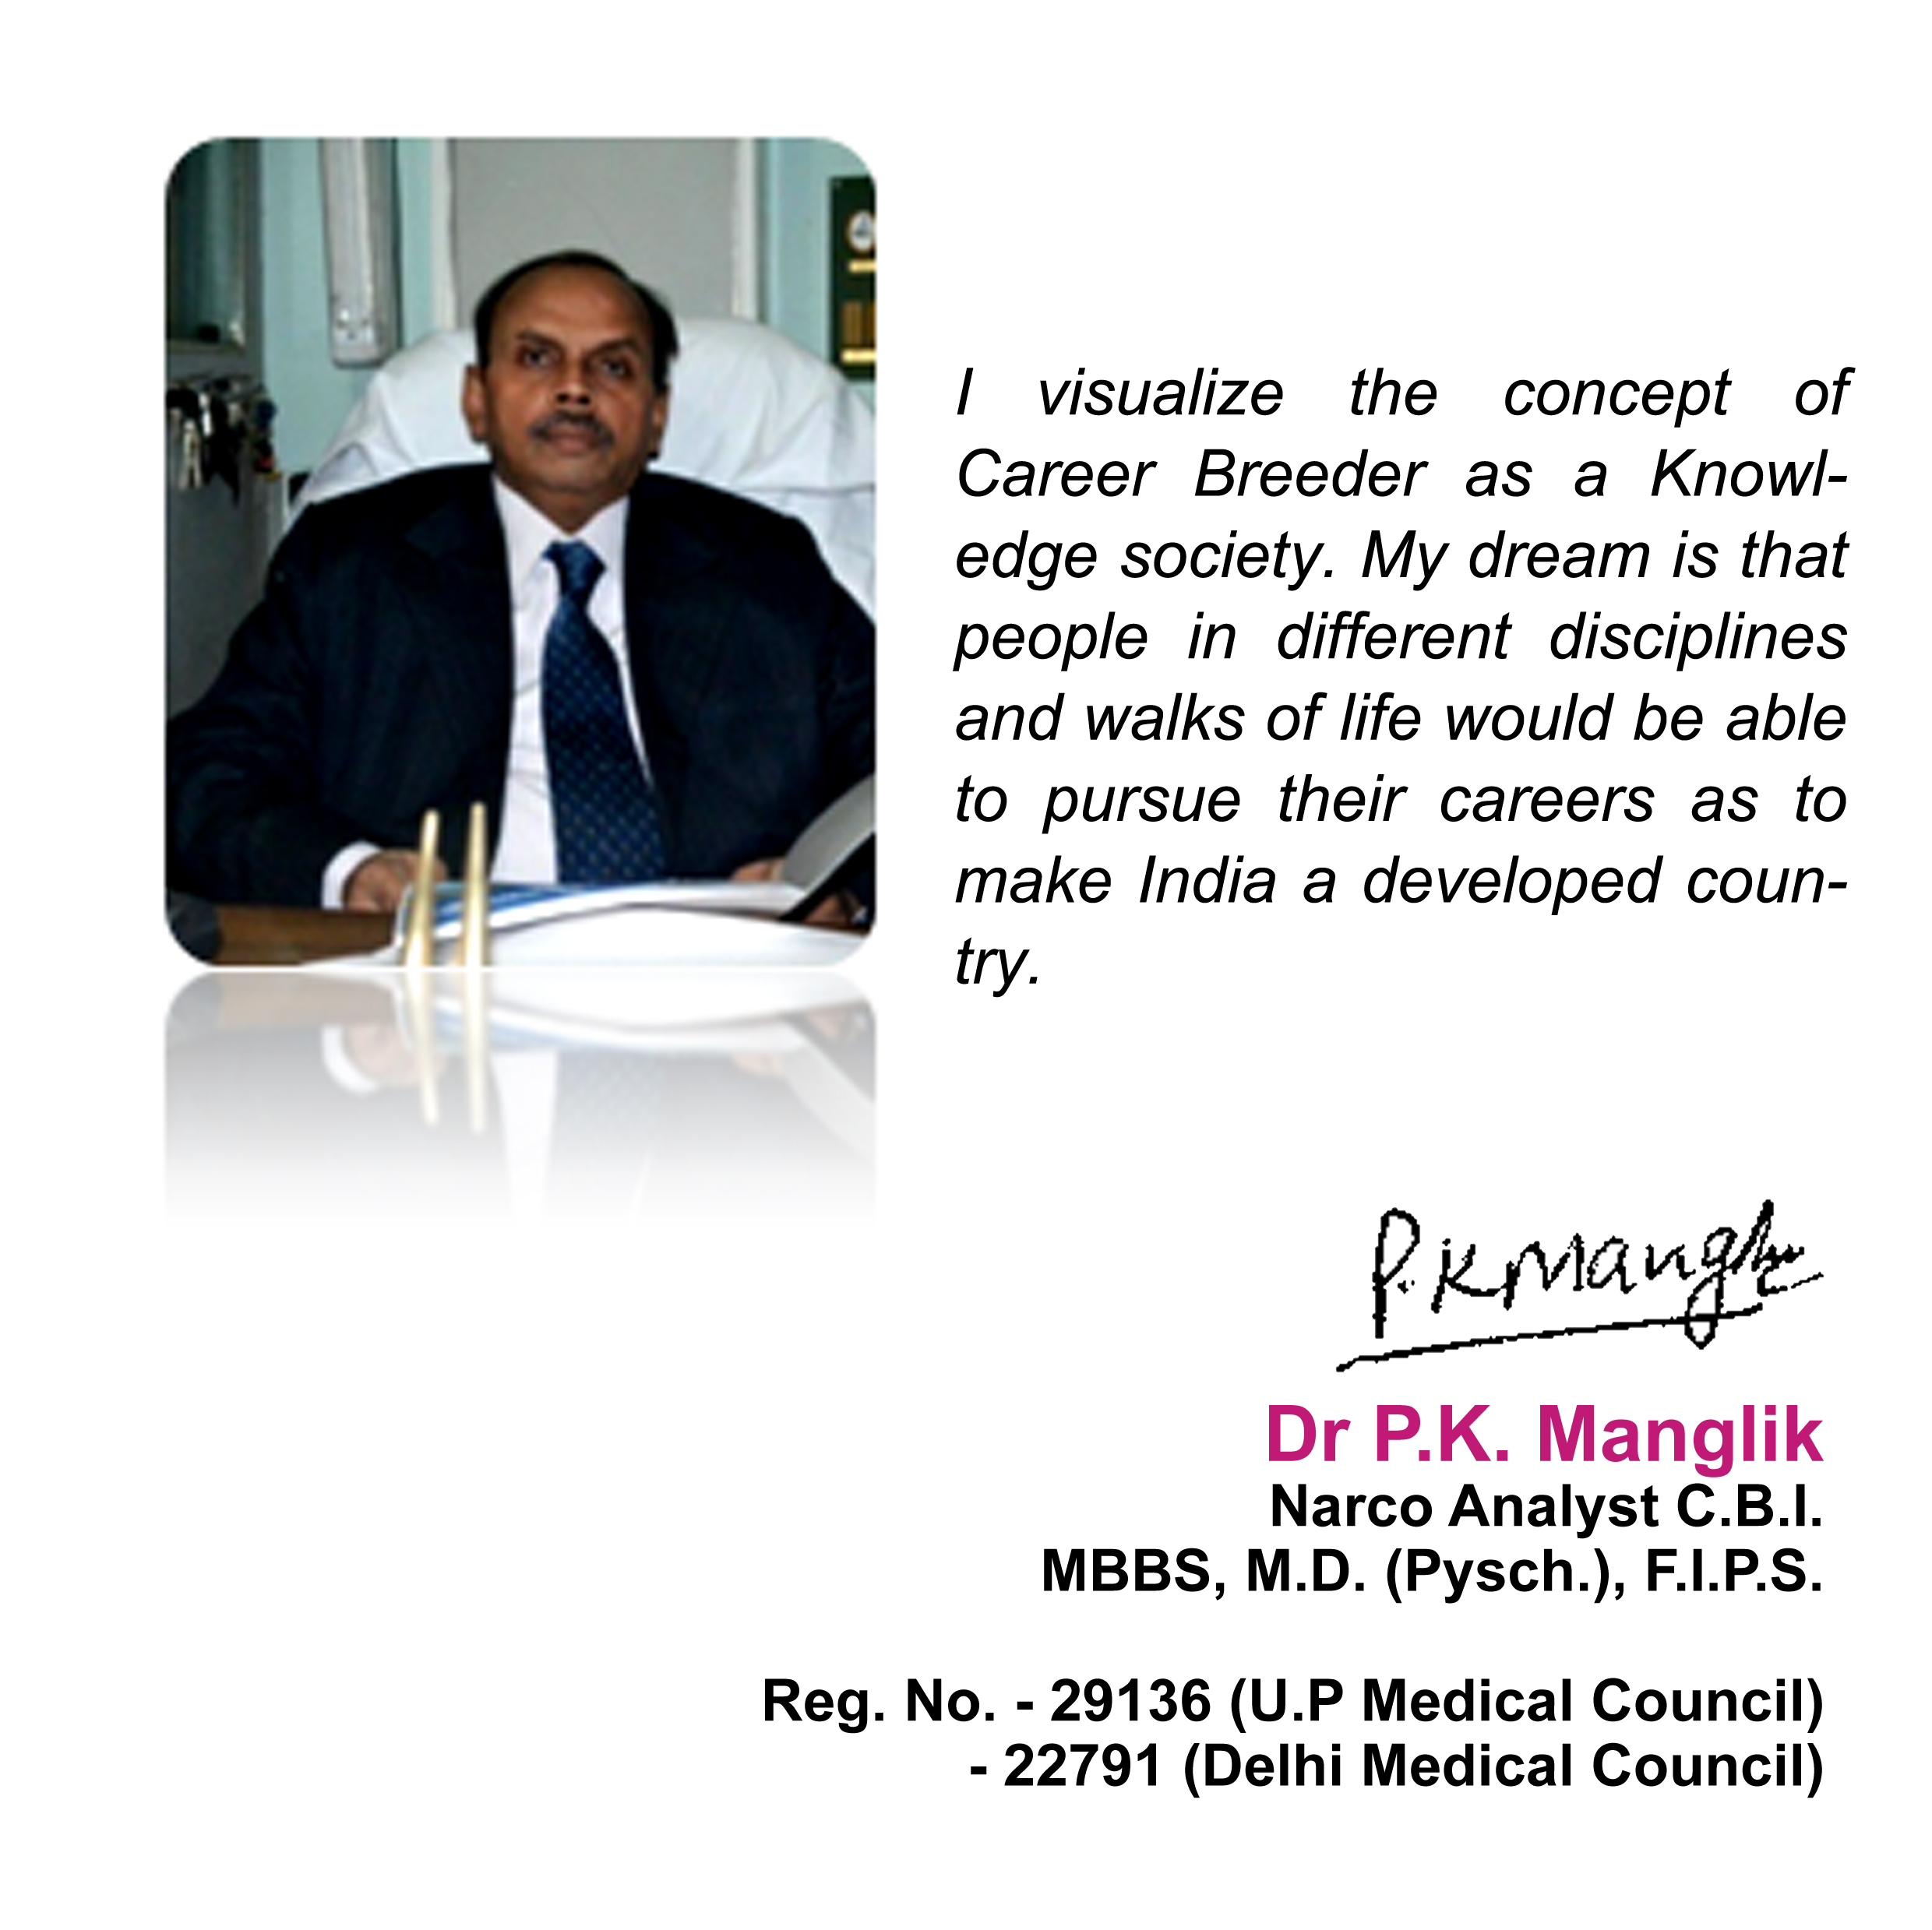 I visualize the concept of
Career Breeder as a Knowl-
edge society. My dream is that
people in different disciplines
and walks of life would be able
to pursue their careers as to
make India a developed coun-
try.
P.K Manglik
Dr P.K. Manglik
Narco Analyst C.B.I.
MBBS, M.D. (Pysch.), F.I.P.S.
Reg. No. - 29136 (U.P Medical Council)
- 22791 (Delhi Medical Council)